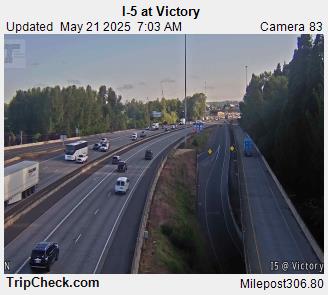 I-5 at Victory
Updated  May 21 2025  7:03 AM    Camera 83
N    I5 @ Victory
TripCheck.com    Milepost306.80